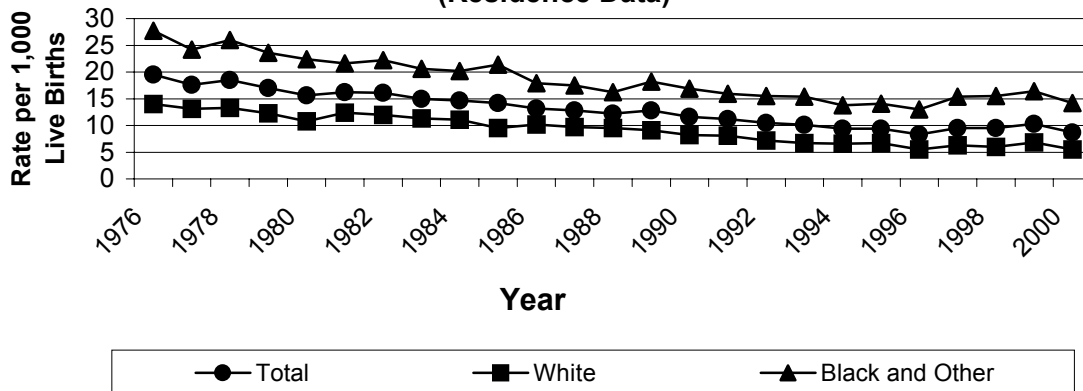 (Residence Data)
Rate per 1,000
Live Births
30
25
20
15
10
5
0
1976
1978
1980
1982
1984
1986
1988
1990
1992
1994
1996
1998
2000
Year
Total
White
Black and Other